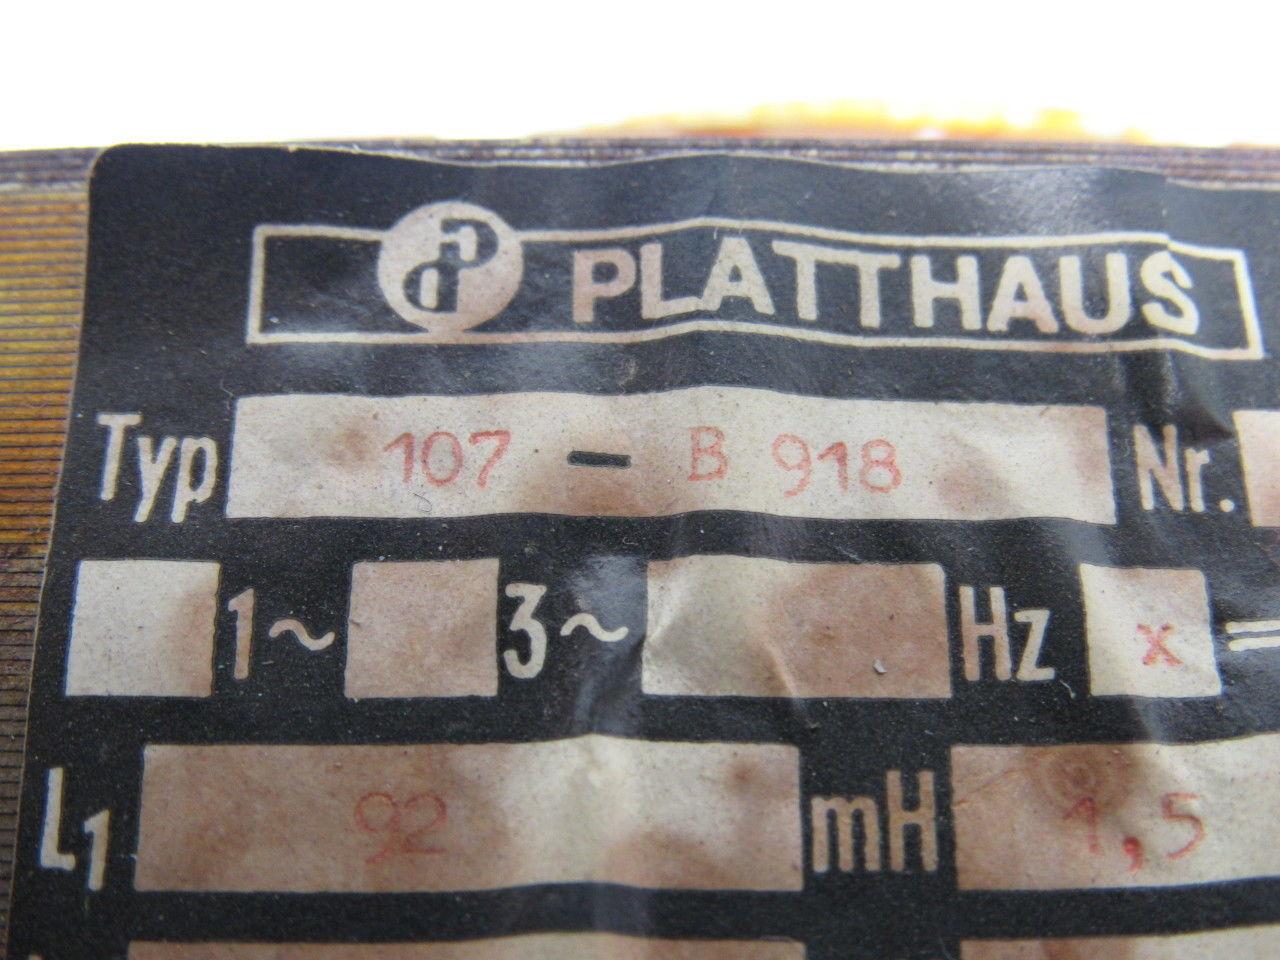 PLATTHAUS
Typ 107 - B 918 Nr.
1~ 3~ Hz x =
L1 92 mH 1,5